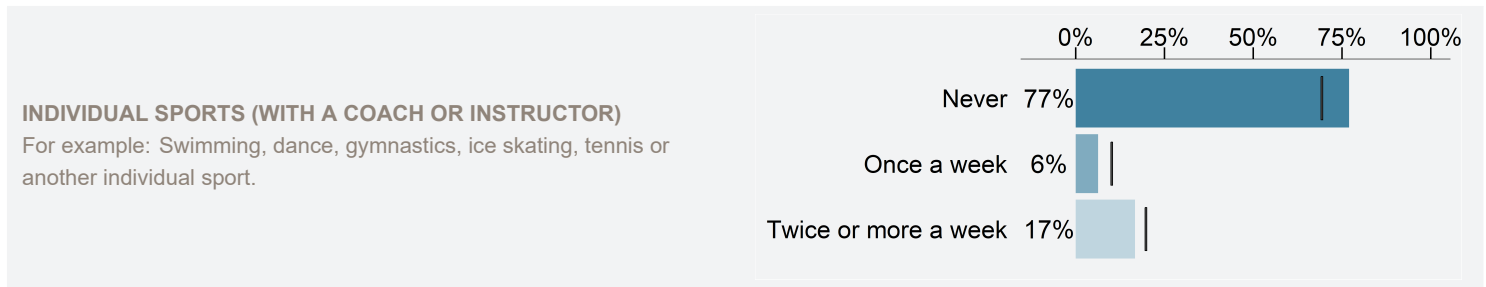 INDIVIDUAL SPORTS (WITH A COACH OR INSTRUCTOR)
For example: Swimming, dance, gymnastics, ice skating, tennis or
another individual sport.
0% 25% 50% 75% 100%
Never 77%
Once a week 6%
Twice or more a week 17%